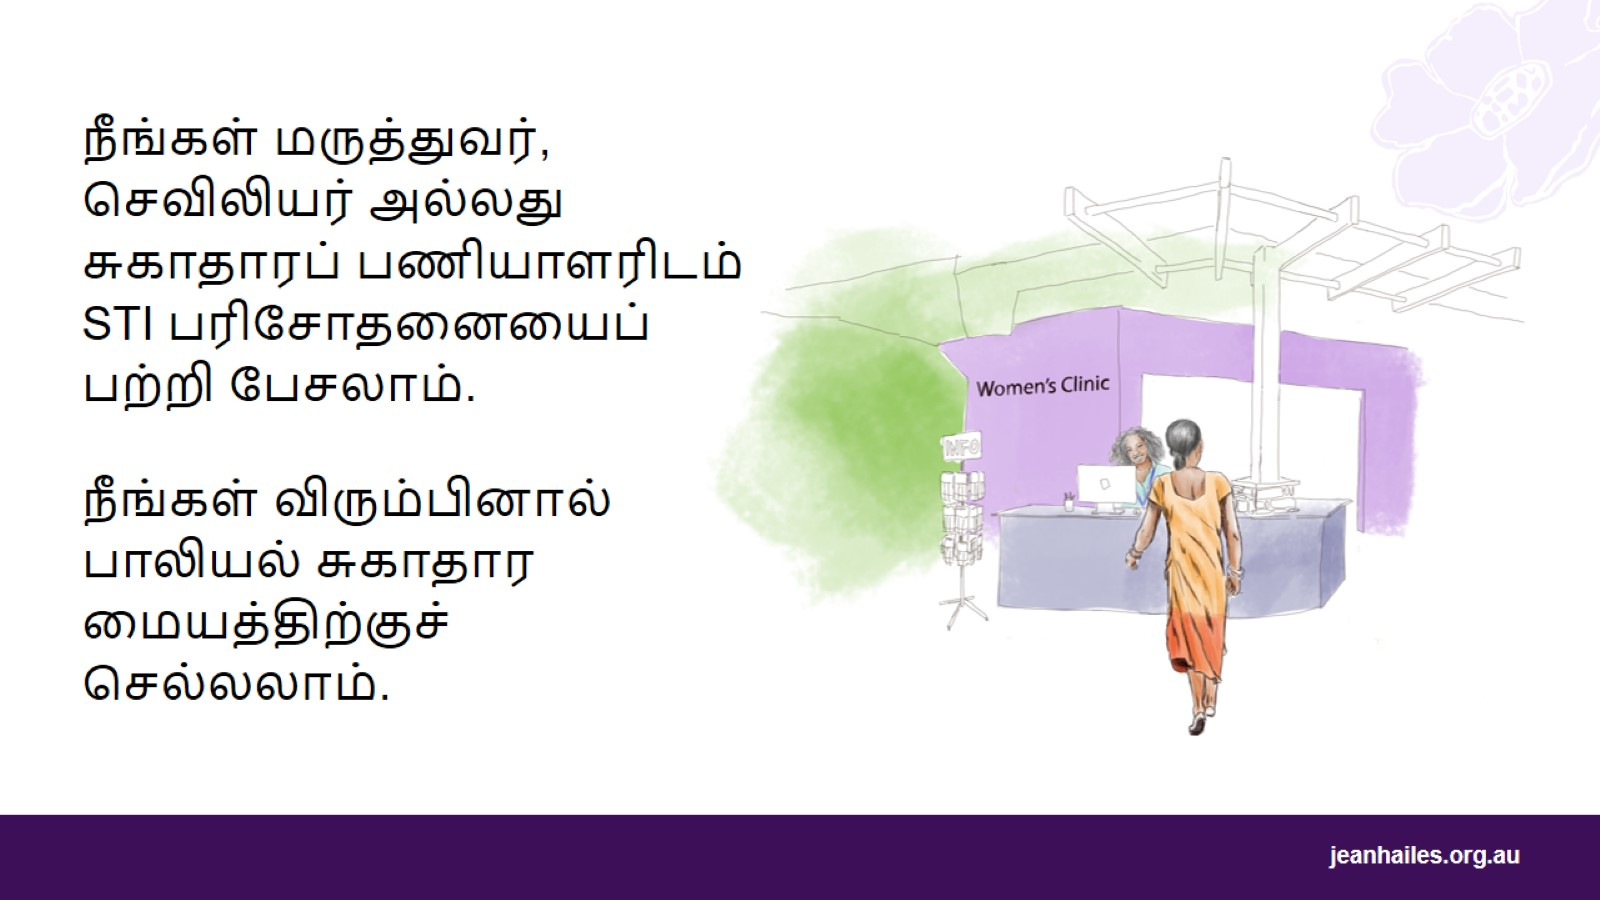 நீங்கள் மருத்துவர்,
செவிலியர் அல்லது
சுகாதாரப் பணியாளரிடம்
STI பரிசோதனையைப்
பற்றி பேசலாம்.
நீங்கள் விரும்பினால்
பாலியல் சுகாதார
மையத்திற்குச்
செல்லலாம்.
Women's Clinic
INFO
jeanhailes.org.au